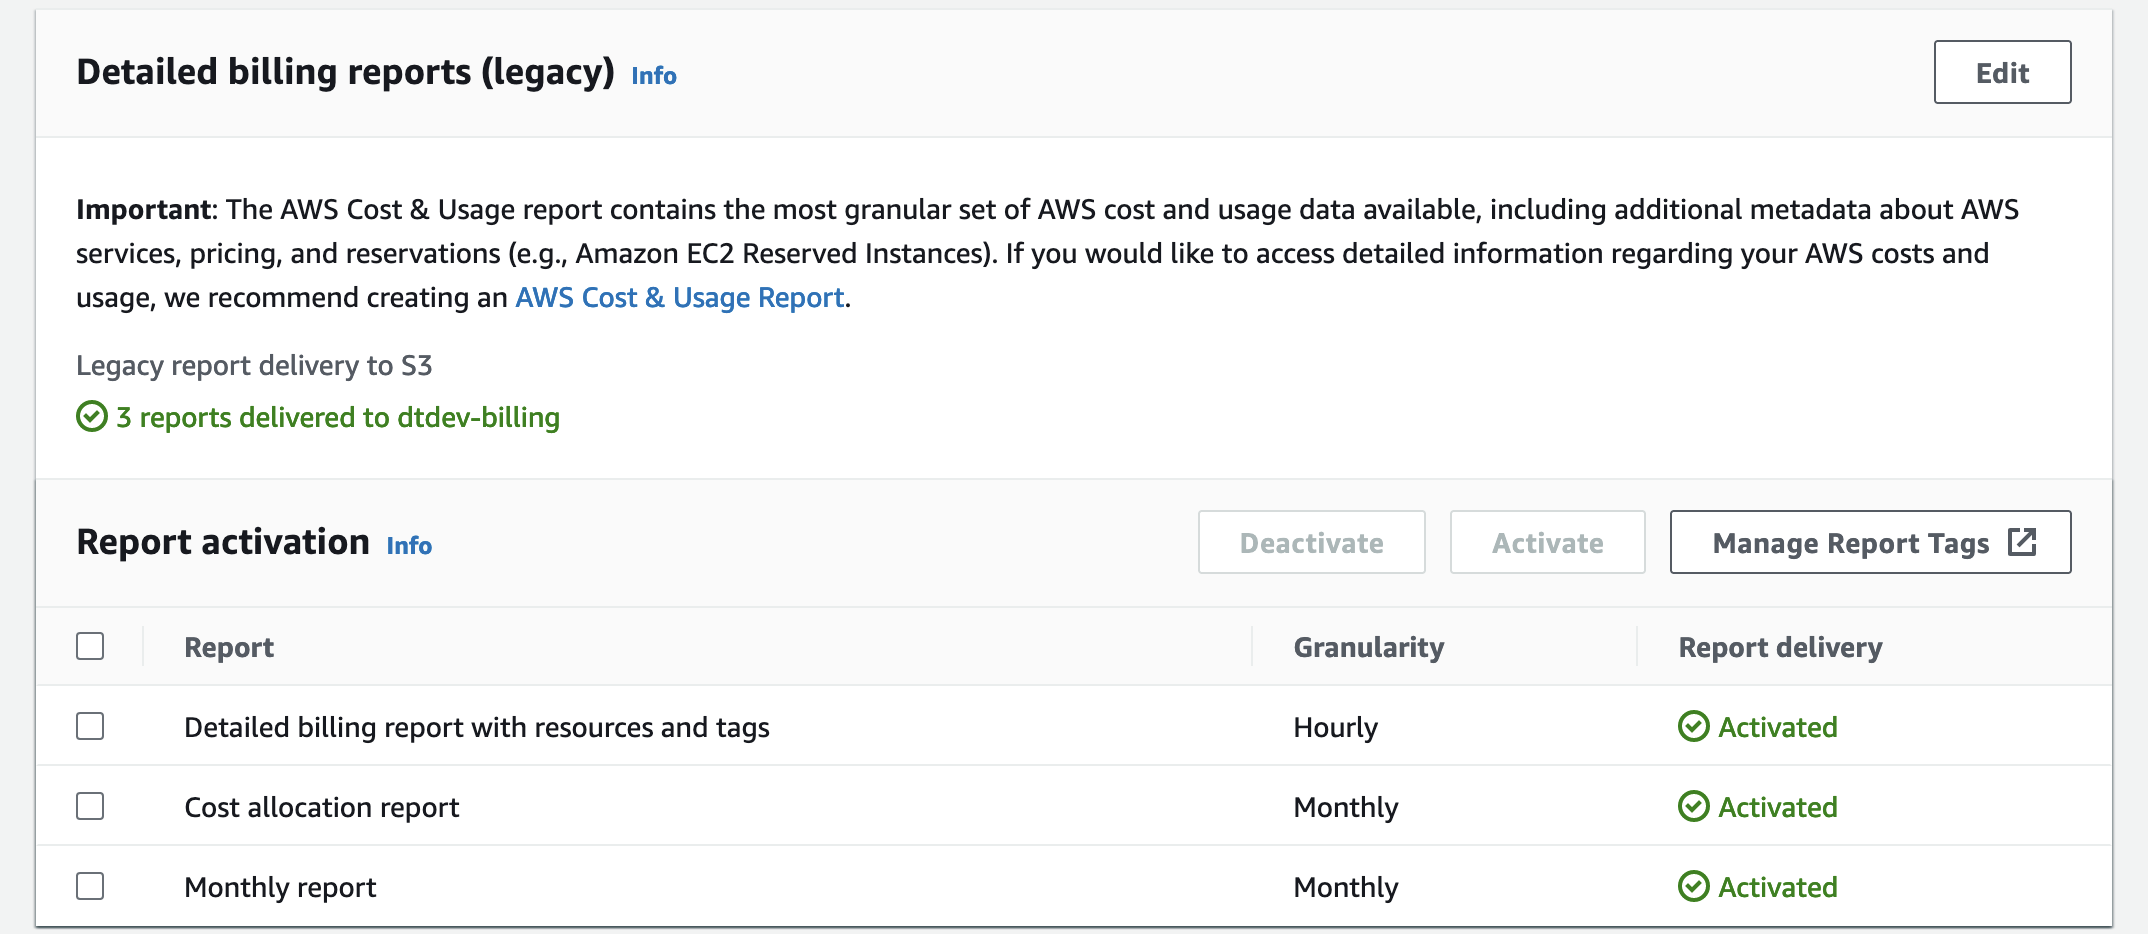 Detailed billing reports (legacy) Info
Edit
Important: The AWS Cost & Usage report contains the most granular set of AWS cost and usage data available, including additional metadata about AWS
services, pricing, and reservations (e.g., Amazon EC2 Reserved Instances). If you would like to access detailed information regarding your AWS costs and
usage, we recommend creating an AWS Cost & Usage Report.
Legacy report delivery to S3
3 reports delivered to dtdev-billing
Report activation Info
Deactivate Activate Manage Report Tags
Report Granularity Report delivery
Detailed billing report with resources and tags Hourly Activated
Cost allocation report Monthly Activated
Monthly report Monthly Activated